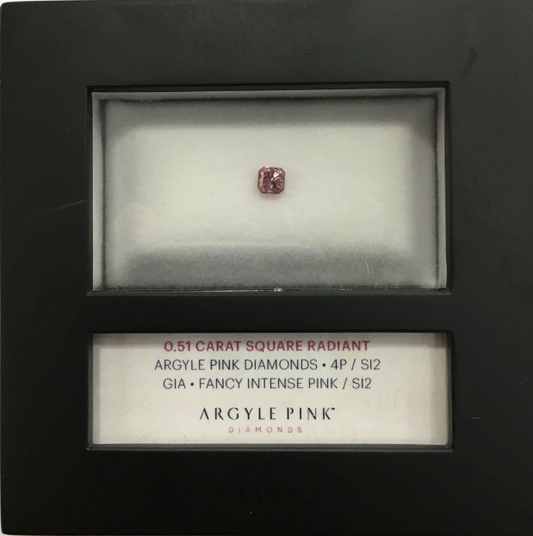 0.51 CARAT SQUARE RADIANT
ARGYLE PINK DIAMONDS • 4P / SI2
GIA • FANCY INTENSE PINK / SI2
ARGYLE PINK™
DIAMONDS